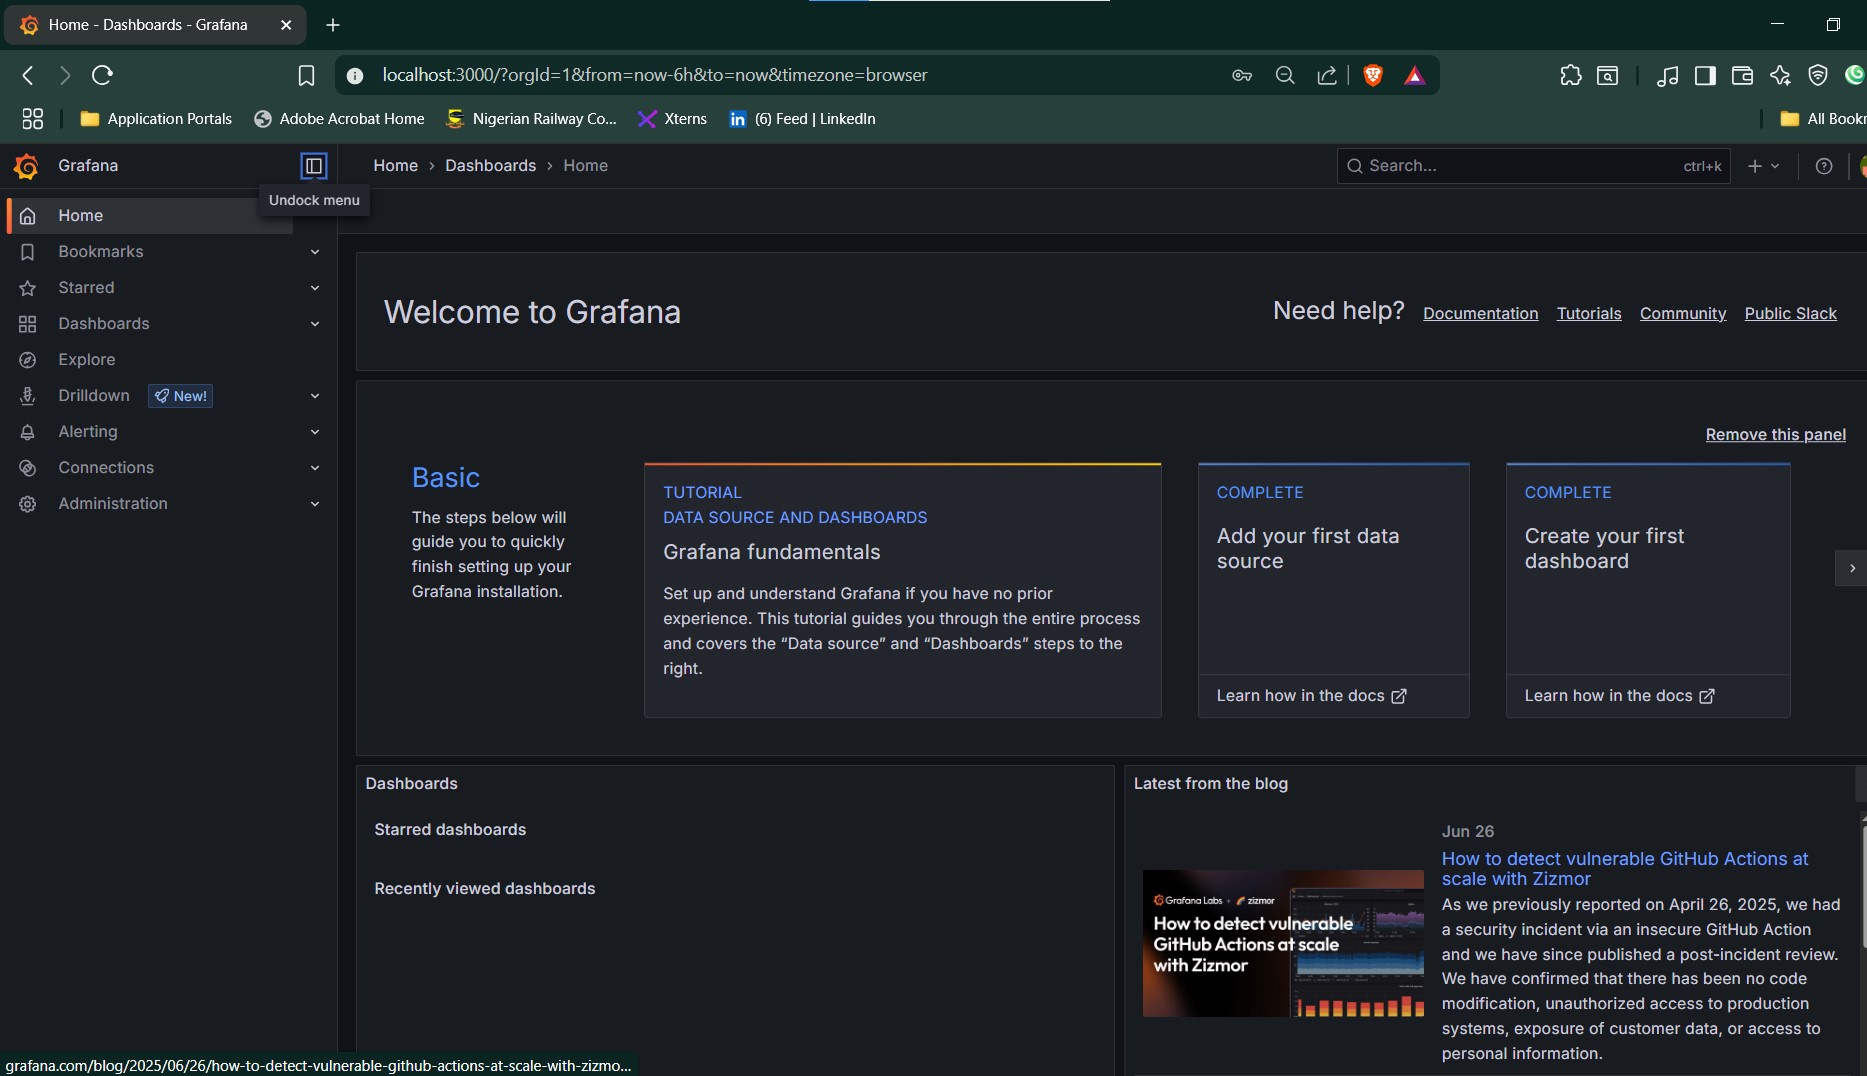 Home - Dashboards - Grafana
localhost:3000/?orgId=1&from=now-6h&to=now&timezone=browser
Application Portals
Adobe Acrobat Home
Nigerian Railway Co...
Xterns
(6) Feed | LinkedIn
All Bookr
Grafana
Home › Dashboards › Home
Search...
ctrl+k
Undock menu
Home
Bookmarks
Starred
Dashboards
Explore
Drilldown
New!
Alerting
Connections
Administration
Welcome to Grafana
Need help?
Documentation
Tutorials
Community
Public Slack
Remove this panel
Basic
The steps below will
guide you to quickly
finish setting up your
Grafana installation.
TUTORIAL
DATA SOURCE AND DASHBOARDS
Grafana fundamentals
Set up and understand Grafana if you have no prior
experience. This tutorial guides you through the entire process
and covers the “Data source” and “Dashboards” steps to the
right.
COMPLETE
Add your first data
source
Learn how in the docs
COMPLETE
Create your first
dashboard
Learn how in the docs
Dashboards
Starred dashboards
Recently viewed dashboards
Latest from the blog
Grafana Labs + zizmor
How to detect vulnerable
GitHub Actions at scale
with Zizmor
Jun 26
How to detect vulnerable GitHub Actions at
scale with Zizmor
As we previously reported on April 26, 2025, we had
a security incident via an insecure GitHub Action
and we have since published a post-incident review.
We have confirmed that there has been no code
modification, unauthorized access to production
systems, exposure of customer data, or access to
personal information.
grafana.com/blog/2025/06/26/how-to-detect-vulnerable-github-actions-at-scale-with-zizmo...